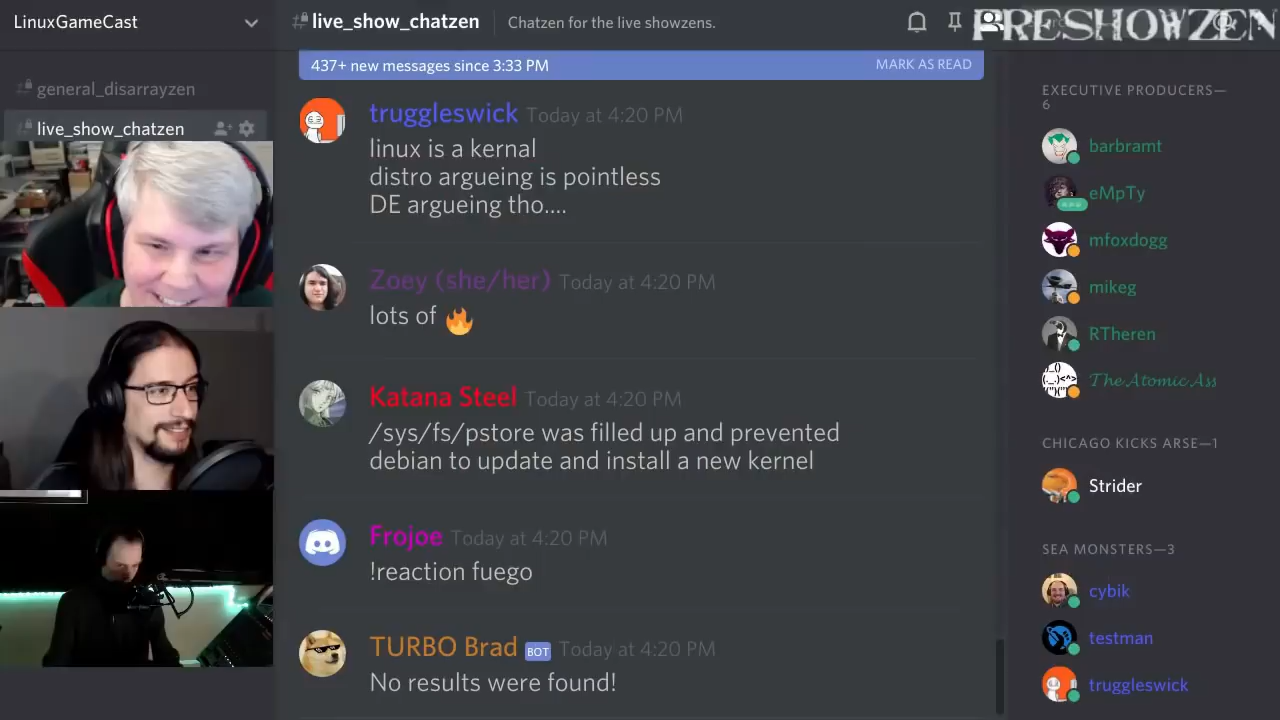 LinuxGameCast
general_disarrayzen
live_show_chatzen
live_show_chatzen
Chatzen for the live showzens.
PRESHOWZEN
437+ new messages since 3:33 PM
MARK AS READ
truggleswick Today at 4:20 PM
linux is a kernal
distro argueing is pointless
DE argueing tho....
Zoey (she/her) Today at 4:20 PM
lots of 🔥
Katana Steel Today at 4:20 PM
/sys/fs/pstore was filled up and prevented
debian to update and install a new kernel
Frojoe Today at 4:20 PM
!reaction fuego
TURBO Brad BOT Today at 4:20 PM
No results were found!
EXECUTIVE PRODUCERS—
6
barbramt
eMpTy
mfoxdogg
mikeg
RTheren
The Atomic Ass
CHICAGO KICKS ARSE—1
Strider
SEA MONSTERS—3
cybik
testman
truggleswick